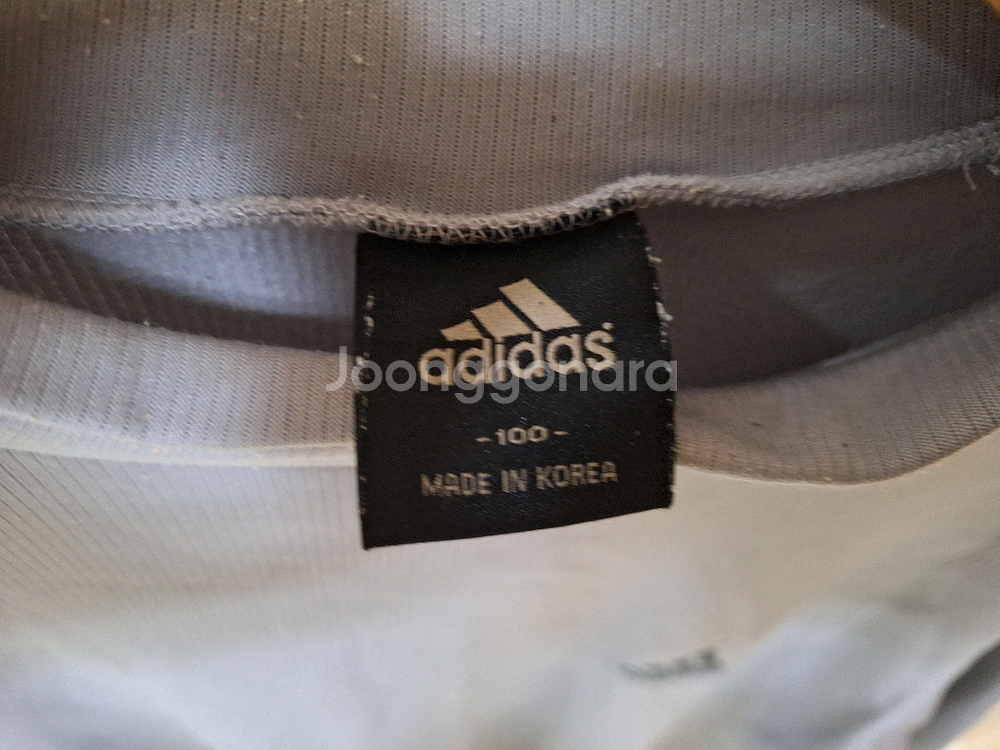 adidas
Joonggonara
-100-
MADE IN KOREA